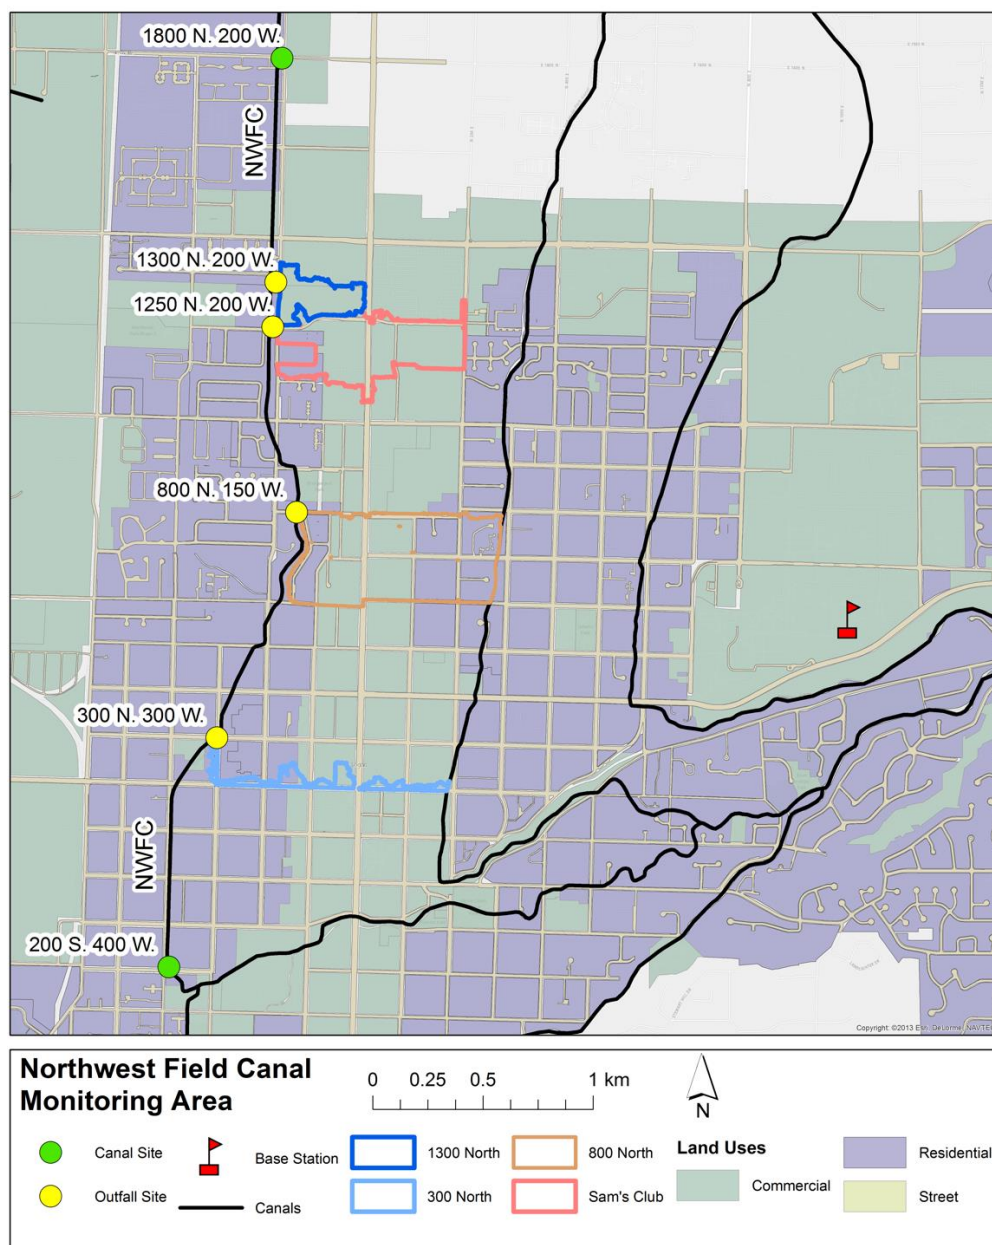 1800 N. 200 W.
NWFC
1300 N. 200 W.
1250 N. 200 W.
800 N. 150 W.
300 N. 300 W.
NWFC
200 S. 400 W.
Copyright: ©2013 Esri, DeLorme, NAVTE
Northwest Field Canal
Monitoring Area
0 0.25 0.5 1 km
N
Canal Site
Base Station
1300 North
800 North
Land Uses
Residential
Outfall Site
Canals
300 North
Sam's Club
Commercial
Street